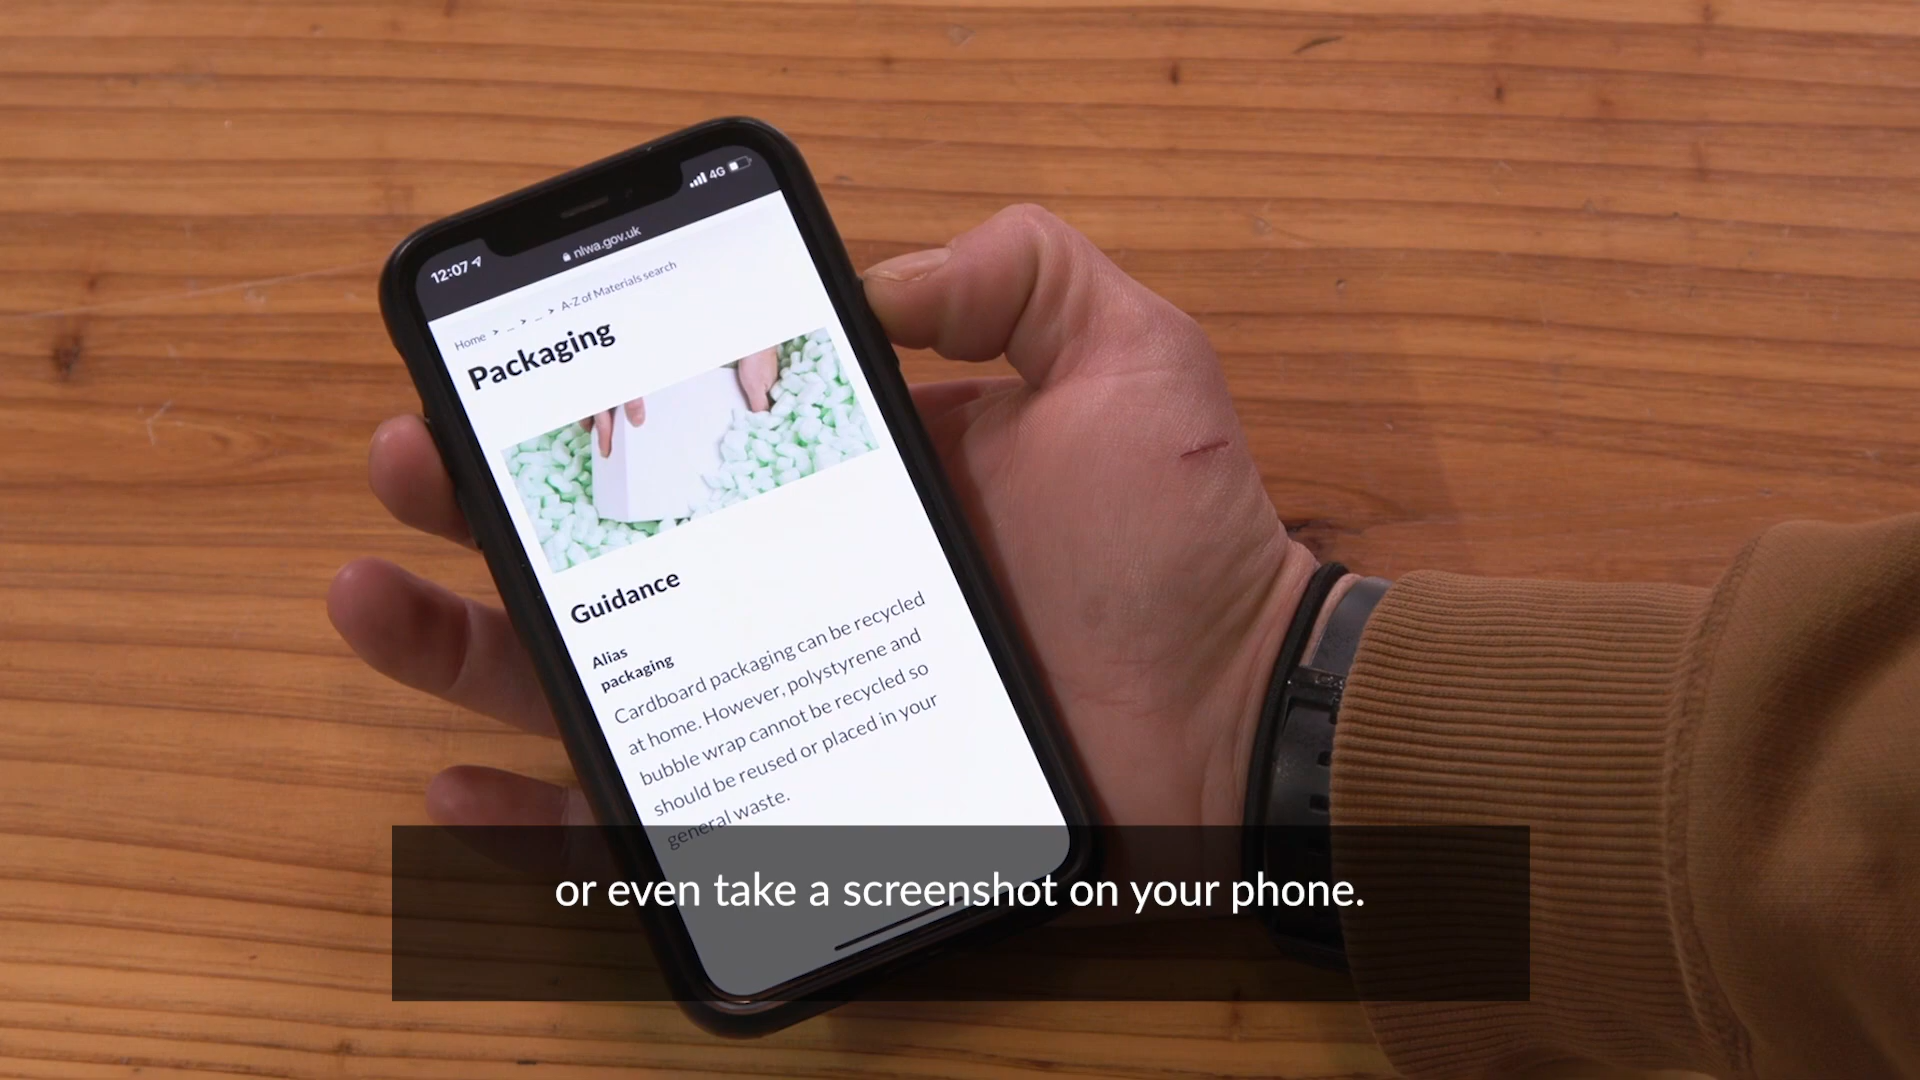 12:07
4G
nlwa.gov.uk
Home > ... > ... > A-Z of Materials search
Packaging
Guidance
Alias
packaging
Cardboard packaging can be recycled
at home. However, polystyrene and
bubble wrap cannot be recycled so
should be reused or placed in your
general waste.
or even take a screenshot on your phone.